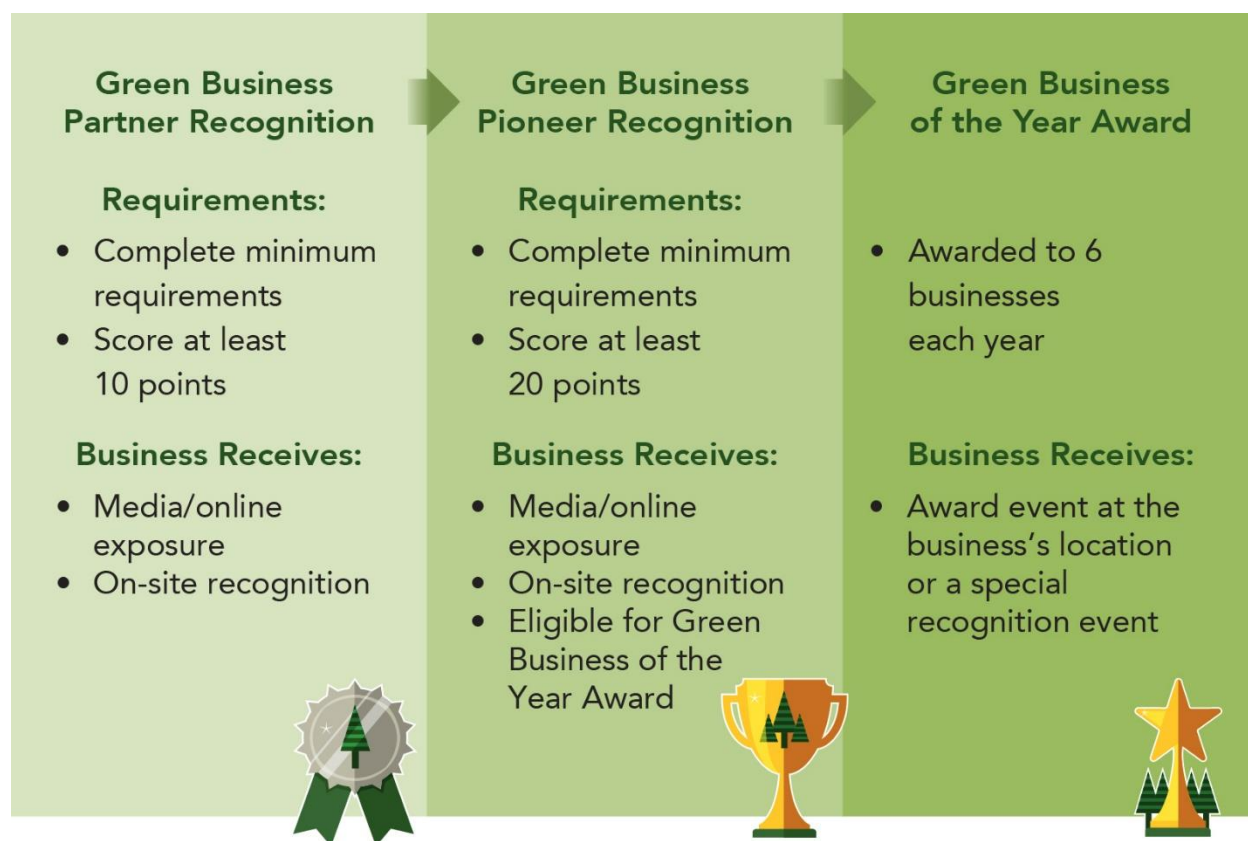 Green Business
Partner Recognition
Requirements:
• Complete minimum
requirements
• Score at least
10 points
Business Receives:
• Media/online
exposure
• On-site recognition
Green Business
Pioneer Recognition
Requirements:
• Complete minimum
requirements
• Score at least
20 points
Business Receives:
• Media/online
exposure
• On-site recognition
• Eligible for Green
Business of the
Year Award
Green Business
of the Year Award
• Awarded to 6
businesses
each year
Business Receives:
• Award event at the
business’s location
or a special
recognition event